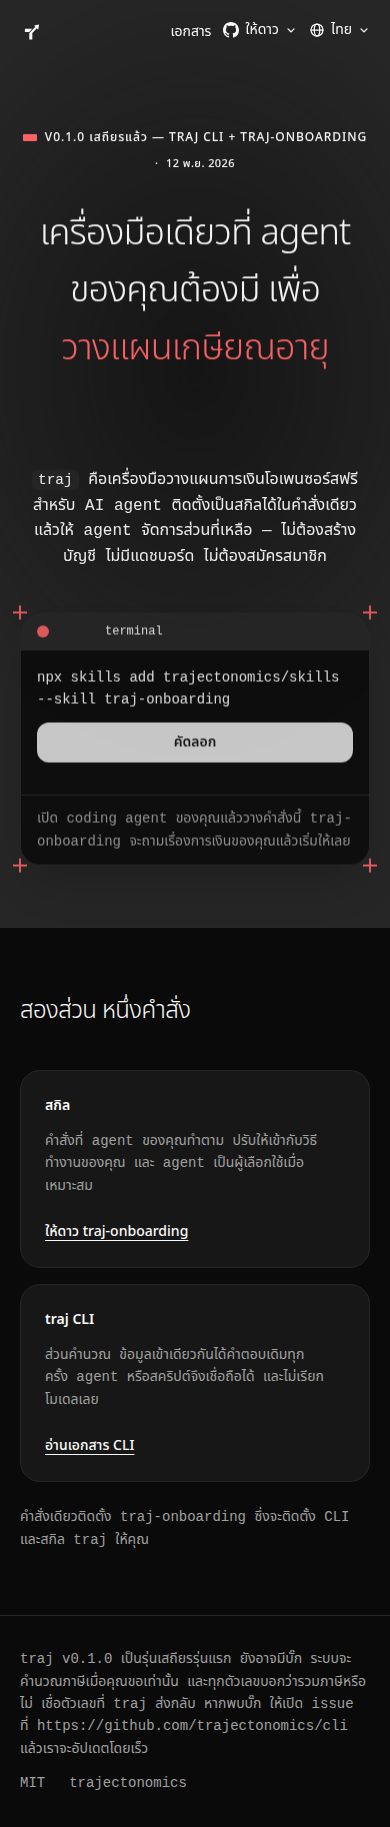 เอกสาร ให้ดาว ไทย
V0.1.0 เสถียรแล้ว — TRAJ CLI + TRAJ-ONBOARDING
· 12 พ.ย. 2026
เครื่องมือเดียวที่ agent
ของคุณต้องมี เพื่อ
วางแผนเกษียณอายุ
traj คือเครื่องมือวางแผนการเงินโอเพนซอร์สฟรี
สำหรับ AI agent ติดตั้งเป็นสกิลได้ในคำสั่งเดียว
แล้วให้ agent จัดการส่วนที่เหลือ — ไม่ต้องสร้าง
บัญชี ไม่มีแดชบอร์ด ไม่ต้องสมัครสมาชิก
terminal
npx skills add trajectonomics/skills
--skill traj-onboarding
คัดลอก
เปิด coding agent ของคุณแล้ววางคำสั่งนี้ traj-
onboarding จะถามเรื่องการเงินของคุณแล้วเริ่มให้เลย
สองส่วน หนึ่งคำสั่ง
สกิล
คำสั่งที่ agent ของคุณทำตาม ปรับให้เข้ากับวิธี
ทำงานของคุณ และ agent เป็นผู้เลือกใช้เมื่อ
เหมาะสม
ให้ดาว traj-onboarding
traj CLI
ส่วนคำนวณ ข้อมูลเข้าเดียวกันได้คำตอบเดิมทุก
ครั้ง agent หรือสคริปต์จึงเชื่อถือได้ และไม่เรียก
โมเดลเลย
อ่านเอกสาร CLI
คำสั่งเดียวติดตั้ง traj-onboarding ซึ่งจะติดตั้ง CLI
และสกิล traj ให้คุณ
traj v0.1.0 เป็นรุ่นเสถียรรุ่นแรก ยังอาจมีบั๊ก ระบบจะ
คำนวณภาษีเมื่อคุณขอเท่านั้น และทุกตัวเลขบอกว่ารวมภาษีหรือ
ไม่ เชื่อตัวเลขที่ traj ส่งกลับ หากพบบั๊ก ให้เปิด issue
ที่ https://github.com/trajectonomics/cli
แล้วเราจะอัปเดตโดยเร็ว
MIT trajectonomics